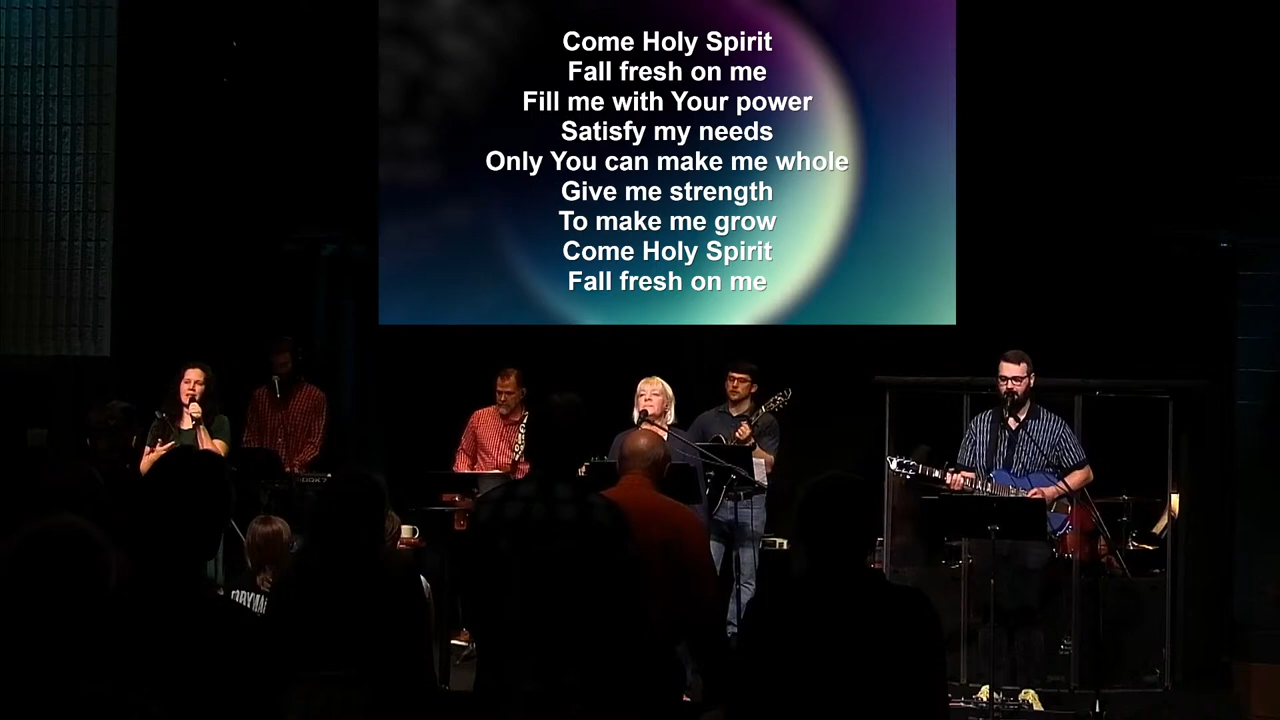 Come Holy Spirit
Fall fresh on me
Fill me with Your power
Satisfy my needs
Only You can make me whole
Give me strength
To make me grow
Come Holy Spirit
Fall fresh on me